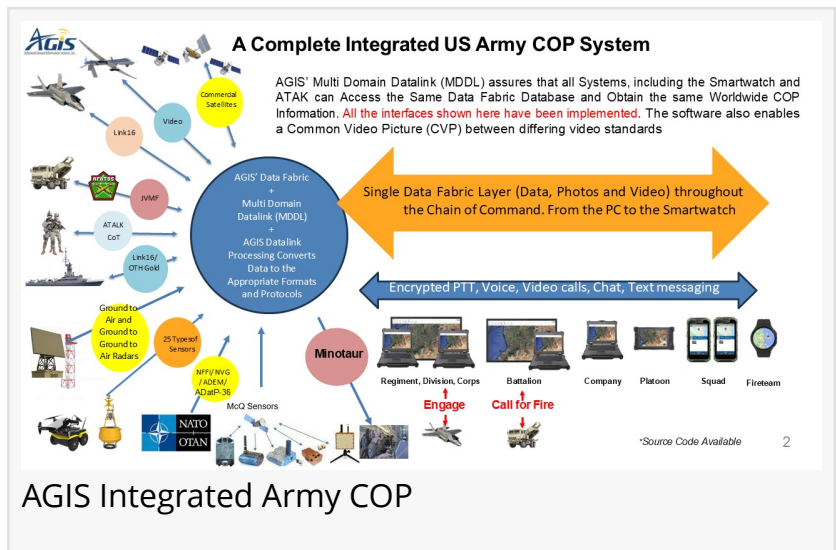 AGIS
A Complete Integrated US Army COP System
AGIS’ Multi Domain Datalink (MDDL) assures that all Systems, including the Smartwatch and
ATAK can Access the Same Data Fabric Database and Obtain the same Worldwide COP
Infomation. All the interfaces shown here have been implemented. The software also enables
a Common Video Picture (CVP) between differing video standards
Commercial
Satellites
Video
Link16
AFATDS
JVMF
ATALK
CoT
Link16/
OTH Gold
Ground to
Air and
Ground to
Ground to
Air Radars
25 Types of
Sensors
NFFI/NVG
/ADEM/
ADatP-36
NATO
OTAN
McQ Sensors
Minotaur
AGIS’ Data Fabric
+
Multi Domain
Datalink (MDDL)
+
AGIS Datalink
Processing Converts
Data to the
Appropriate Formats
and Protocols
Single Data Fabric Layer (Data, Photos and Video) throughout
the Chain of Command. From the PC to the Smartwatch
Encrypted PTT, Voice, Video calls, Chat, Text messaging
Regiment, Division, Corps
Battalion
Company
Platoon
Squad
Fireteam
Engage
Call for Fire
*Source Code Available
2
AGIS Integrated Army COP